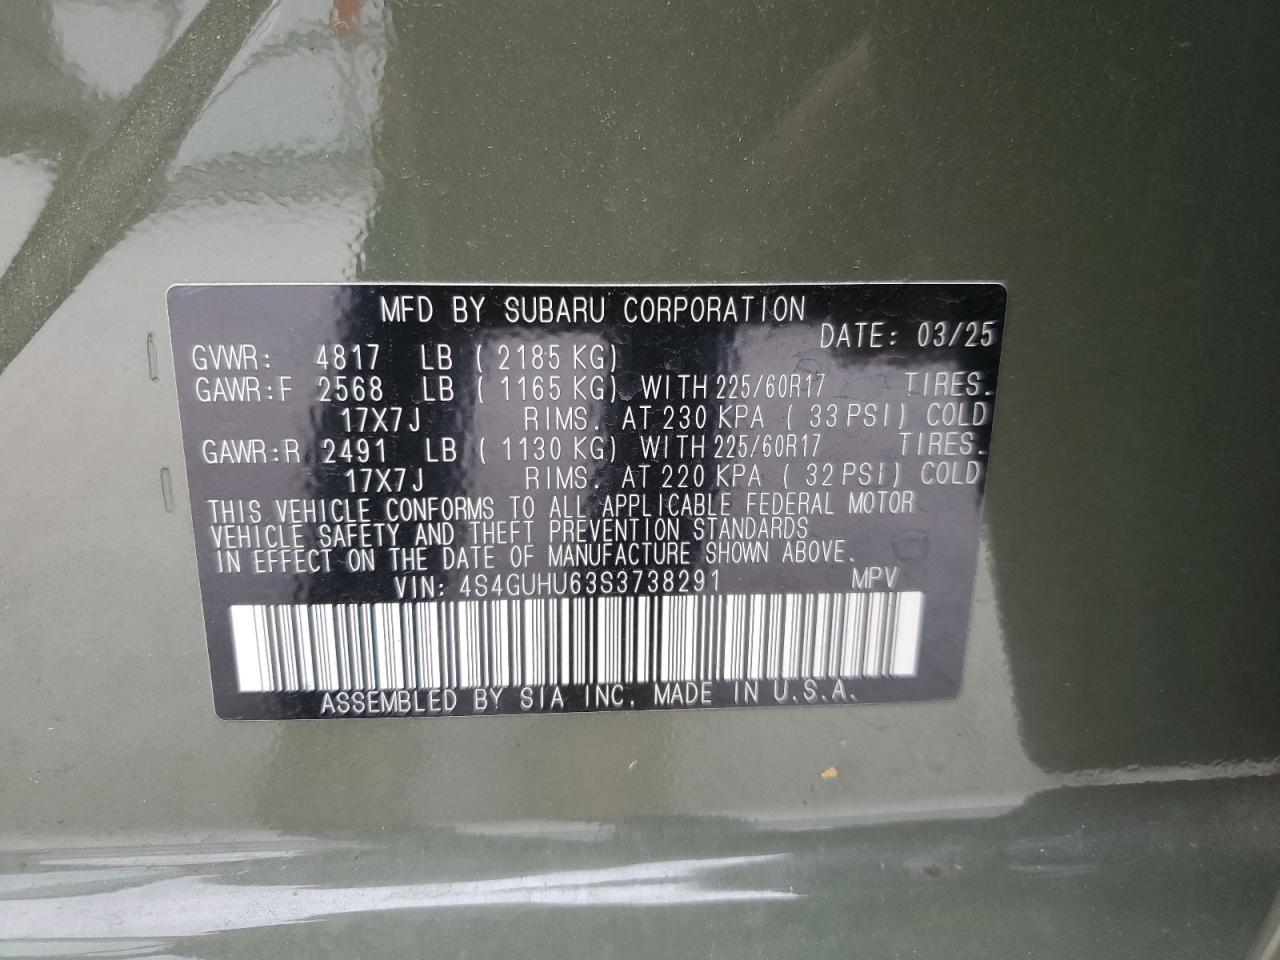 MFD BY SUBARU CORPORATION
DATE: 03/25
GVWR: 4817 LB ( 2185 KG)
GAWR:F 2568 LB ( 1165 KG) WITH 225/60R17 TIRES.
17X7J RIMS. AT 230 KPA ( 33 PSI) COLD
GAWR:R 2491 LB ( 1130 KG) WITH 225/60R17 TIRES.
17X7J RIMS. AT 220 KPA ( 32 PSI) COLD
THIS VEHICLE CONFORMS TO ALL APPLICABLE FEDERAL MOTOR
VEHICLE SAFETY AND THEFT PREVENTION STANDARDS
IN EFFECT ON THE DATE OF MANUFACTURE SHOWN ABOVE.
VIN: 4S4GUHU63S3738291 MPV
ASSEMBLED BY SIA INC. MADE IN U.S.A.